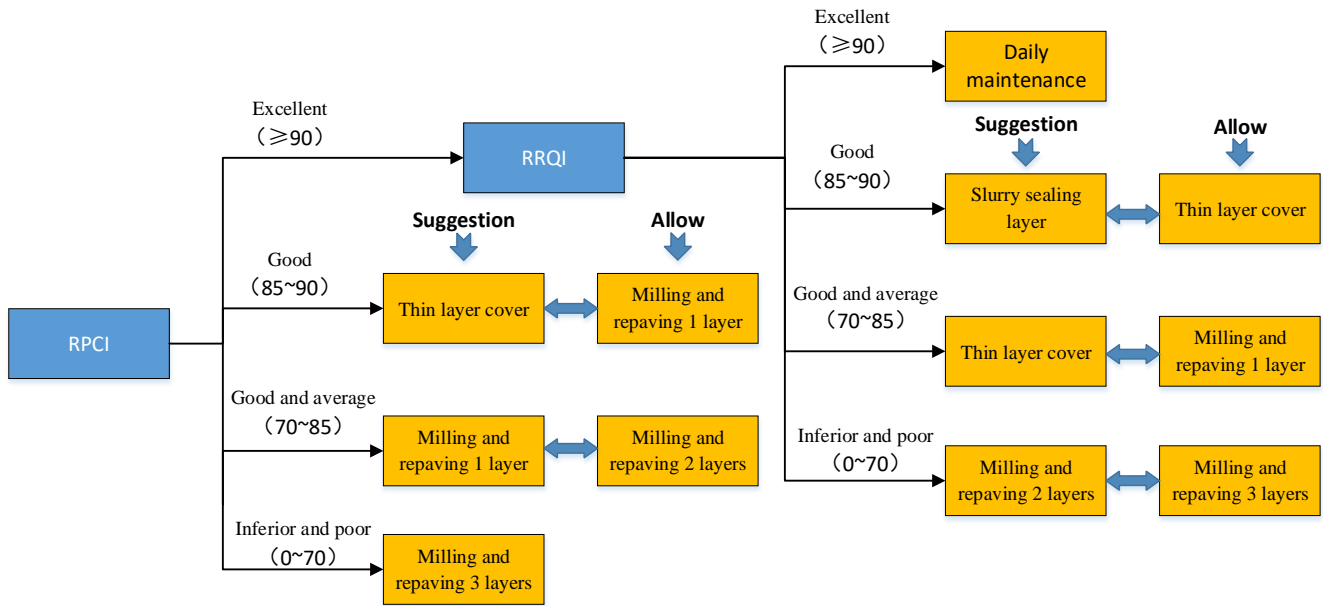 Excellent
（≥90）
Daily
maintenance
Suggestion
Allow
Excellent
（≥90）
RRQI
Good
（85~90）
Slurry sealing
layer
Thin layer cover
Suggestion
Allow
Good
（85~90）
Thin layer cover
Milling and
repaving 1 layer
Good and average
（70~85）
Thin layer cover
Milling and
repaving 1 layer
RPCI
Good and average
（70~85）
Milling and
repaving 1 layer
Milling and
repaving 2 layers
Inferior and poor
（0~70）
Milling and
repaving 2 layers
Milling and
repaving 3 layers
Inferior and poor
（0~70）
Milling and
repaving 3 layers